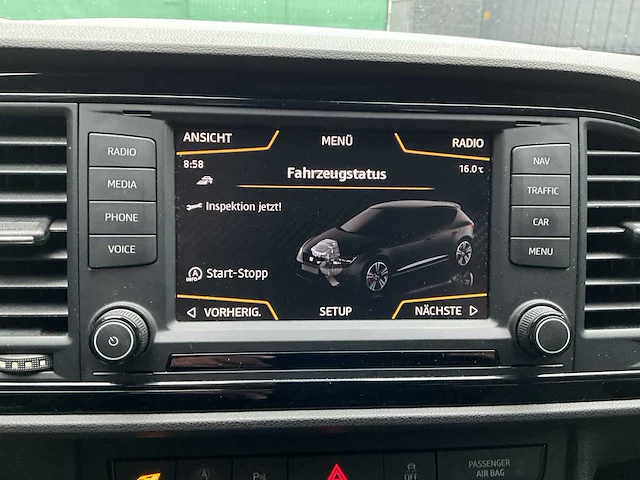 ANSICHT
MENÜ
RADIO
8:58
Fahrzeugstatus
16.0°C
Inspektion jetzt!
Start-Stopp
VORHERIG.
SETUP
NÄCHSTE
RADIO
MEDIA
PHONE
VOICE
NAV
TRAFFIC
CAR
MENU
OFF
PASSENGER
AIR BAG